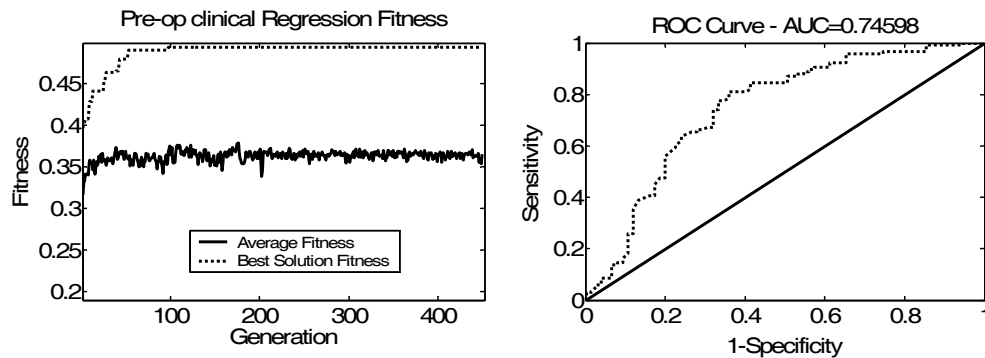 Pre-op clinical Regression Fitness
0.45
0.4
0.35
0.3
0.25
0.2
Fitness
100
200
300
400
Generation
Average Fitness
Best Solution Fitness
ROC Curve - AUC=0.74598
1
0.8
0.6
0.4
0.2
0
Sensitivity
0
0.2
0.4
0.6
0.8
1
1-Specificity